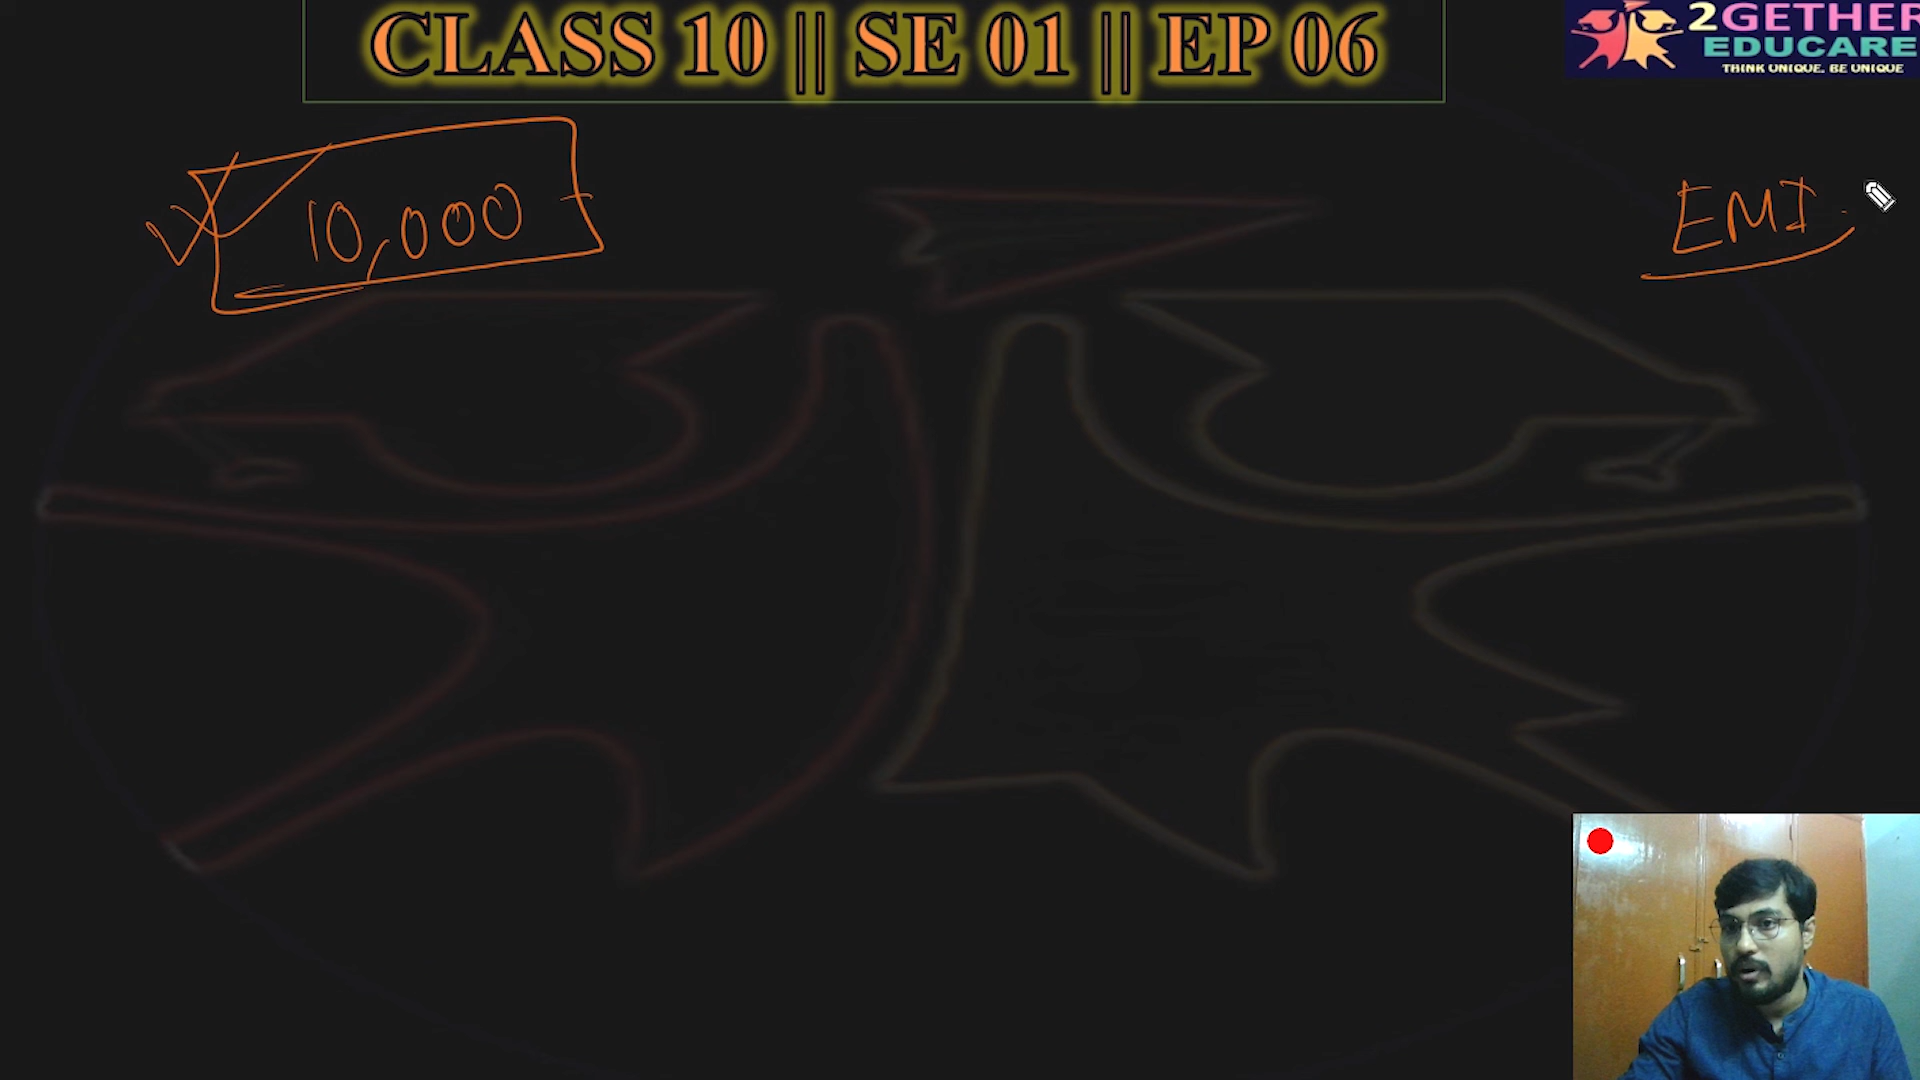 CLASS 10 || SE 01 || EP 06
2GETHER
EDUCARE
THINK UNIQUE. BE UNIQUE
10,000
EMI